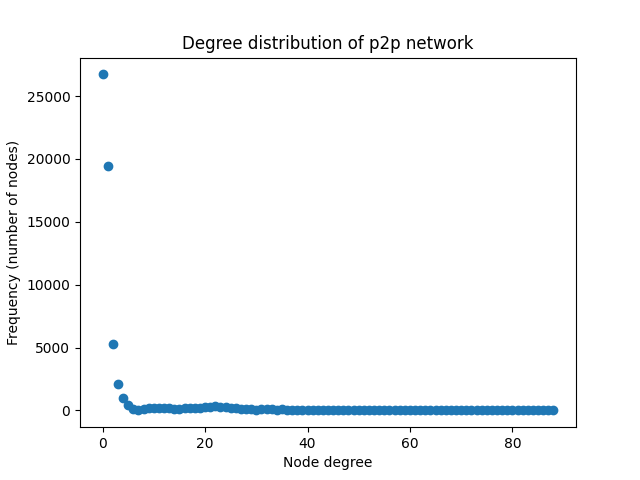 Degree distribution of p2p network
25000
20000
15000
10000
5000
0
Frequency (number of nodes)
0 20 40 60 80
Node degree